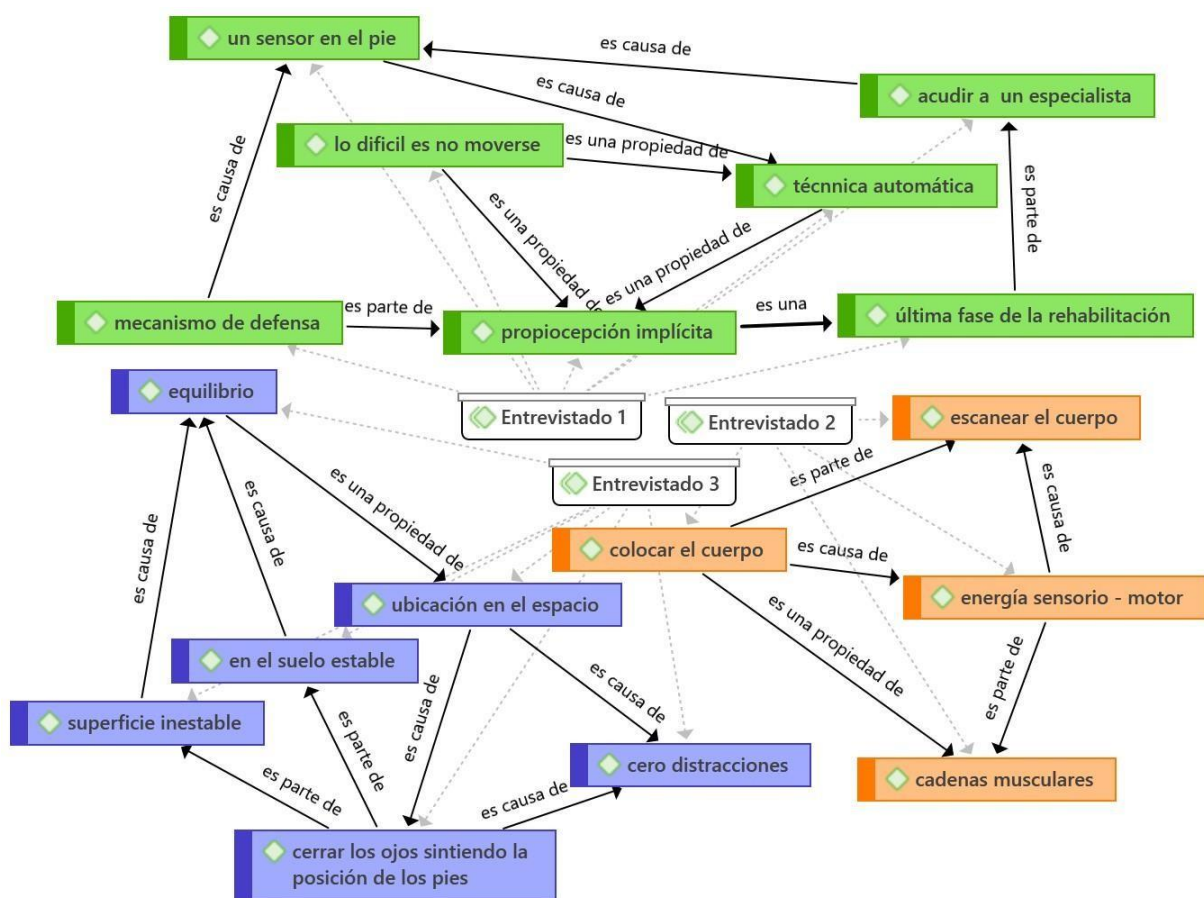 un sensor en el pie
es causa de
acudir a un especialista
es causa de
lo dificil es no moverse
es una propiedad de
técnnica automática
es causa de
es una propiedad de
es una propiedad de
es parte de
mecanismo de defensa
es parte de
propiocepción implícita
es una
última fase de la rehabilitación
equilibrio
Entrevistado 1
Entrevistado 2
escanear el cuerpo
Entrevistado 3
es parte de
es causa de
es una propiedad de
es causa de
es causa de
colocar el cuerpo
es causa de
energía sensorio - motor
ubicación en el espacio
es una propiedad de
es parte de
en el suelo estable
es causa de
es causa de
superficie inestable
es parte de
es parte de
es causa de
cero distracciones
cadenas musculares
cerrar los ojos sintiendo la
posición de los pies